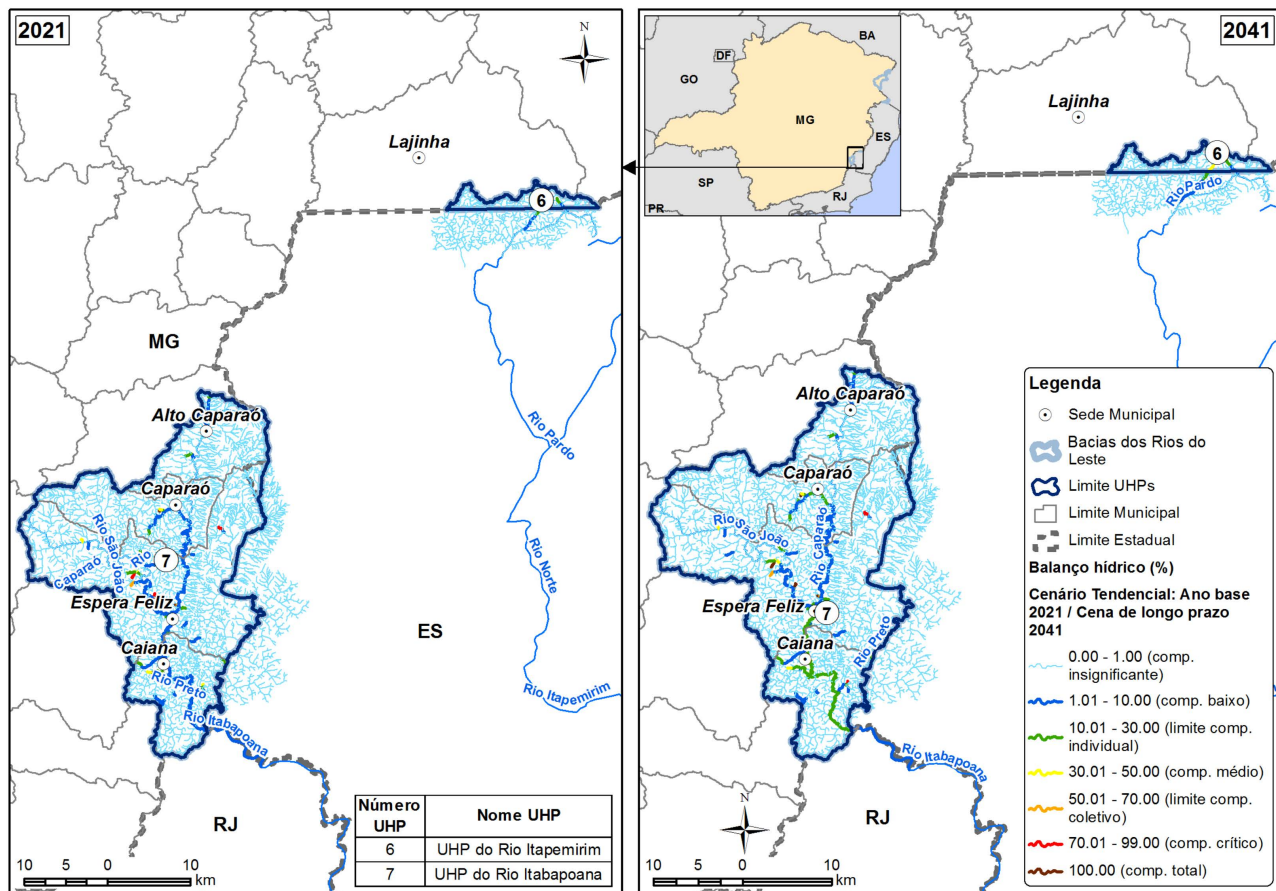 2021
N
Lajinha
6
MG
Alto Caparaó
Caparaó
Rio São João
Rio
Caparaó
7
Espera Feliz
Caiana
Rio Preto
Rio Itabapoana
Rio Pardo
Rio Norte
ES
Rio Itapemirim
RJ
Número UHP
Nome UHP
6
UHP do Rio Itapemirim
7
UHP do Rio Itabapoana
10
5
0
10
km
BA
DF
GO
MG
ES
SP
RJ
PR
2041
Lajinha
6
Rio Pardo
Alto Caparaó
Caparaó
Rio São João
Rio Caparaó
Espera Feliz
7
Caiana
Rio Preto
Rio Itabapoana
N
RJ
10
5
0
10
km
Legenda
Sede Municipal
Bacias dos Rios do
Leste
Limite UHPs
Limite Municipal
Limite Estadual
Balanço hídrico (%)
Cenário Tendencial: Ano base
2021 / Cena de longo prazo
2041
0.00 - 1.00 (comp.
insignificante)
1.01 - 10.00 (comp. baixo)
10.01 - 30.00 (limite comp.
individual)
30.01 - 50.00 (comp. médio)
50.01 - 70.00 (limite comp.
coletivo)
70.01 - 99.00 (comp. crítico)
100.00 (comp. total)